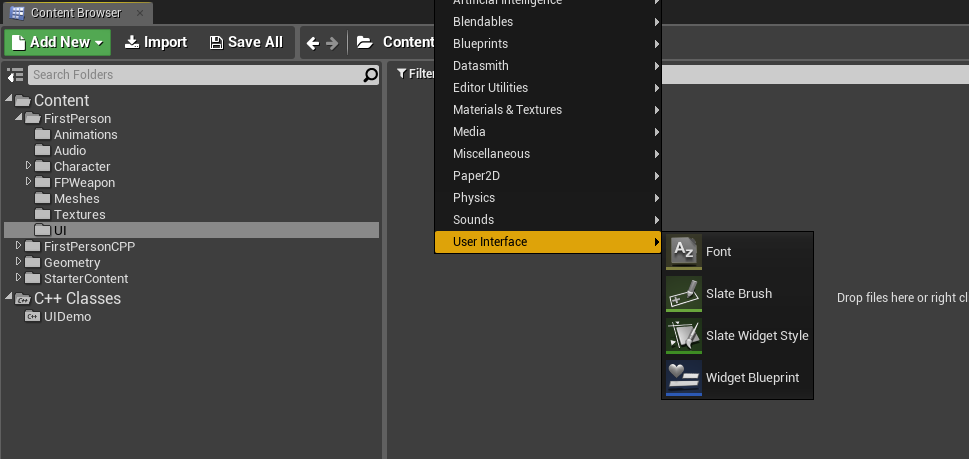 Content Browser
Artificial Intelligence
Add New
Import
Save All
Content
Blendables
Blueprints
Datasmith
Editor Utilities
Materials & Textures
Media
Miscellaneous
Paper2D
Physics
Sounds
User Interface
Search Folders
Filter
Content
FirstPerson
Animations
Audio
Character
FPWeapon
Meshes
Textures
UI
FirstPersonCPP
Geometry
StarterContent
C++ Classes
UIDemo
Font
Slate Brush
Slate Widget Style
Widget Blueprint
Drop files here or right cl